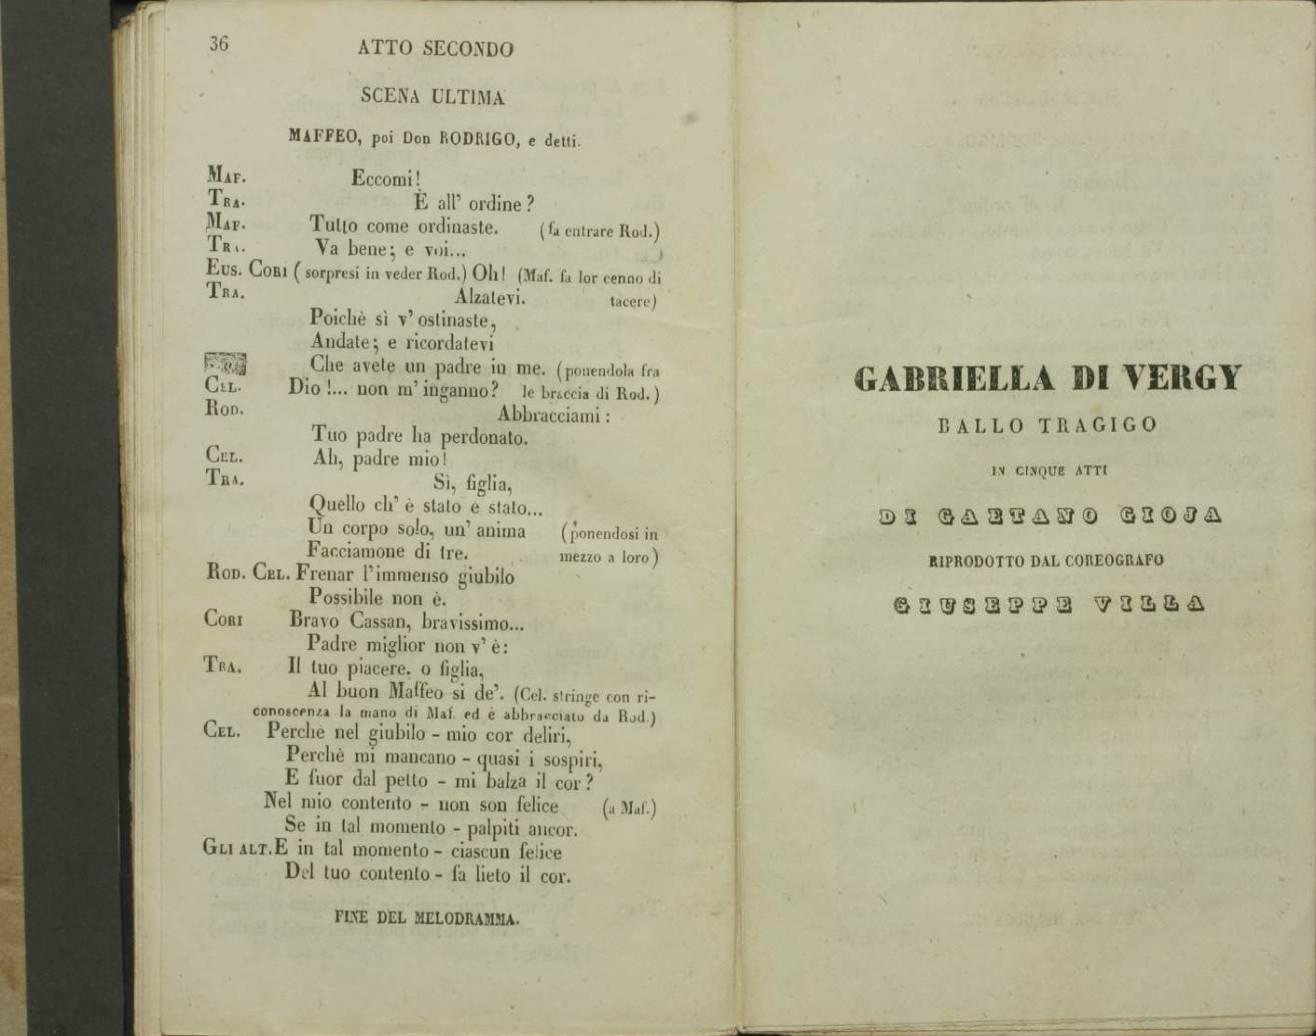 36
ATTO SECONDO
SCENA ULTIMA
MAFFEO, poi Don RODRIGO, e detti.
MAF. Eccomi!
TRA. È all' ordine?
MAF. Tutto come ordinaste. (fa entrare Rod.)
TRA. Va bene; e voi...
EUS. CORI (sorpresi in veder Rod.) Oh! (Maf. fa lor cenno di
TRA. Alzatevi. tacere)
Poichè sì v' ostinaste,
Andate; e ricordatevi
Che avete un padre in me. (ponendola fra
CEL. Dio!... non m' inganno? le braccia di Rod.)
ROD. Abbracciami:
Tuo padre ha perdonato.
CEL. Ah, padre mio!
TRA. Sì, figlia,
Quello ch' è stato è stato...
Un corpo solo, un' anima (ponendosi in
Facciamone di tre. mezzo a loro)
ROD. CEL. Frenar l'immenso giubilo
Possibile non è.
CORI Bravo Cassan, bravissimo...
Padre miglior non v' è:
TRA. Il tuo piacere. o figlia,
Al buon Maffeo si de'. (Cel. stringe con ri-
conoscenza la mano di Maf. ed è abbracciato da Rod.)
CEL. Perchè nel giubilo - mio cor deliri,
Perchè mi mancano - quasi i sospiri,
E fuor dal petto - mi balza il cor?
Nel mio contento - non son felice (a Maf.)
Se in tal momento - palpiti ancor.
GLI ALT. E in tal momento - ciascun felice
Del tuo contento - fa lieto il cor.
FINE DEL MELODRAMMA.
GABRIELLA DI VERGY
BALLO TRAGIGO
IN CINQUE ATTI
DI GAETANO GIOJA
RIPRODOTTO DAL COREOGRAFO
GIUSEPPE VILLA